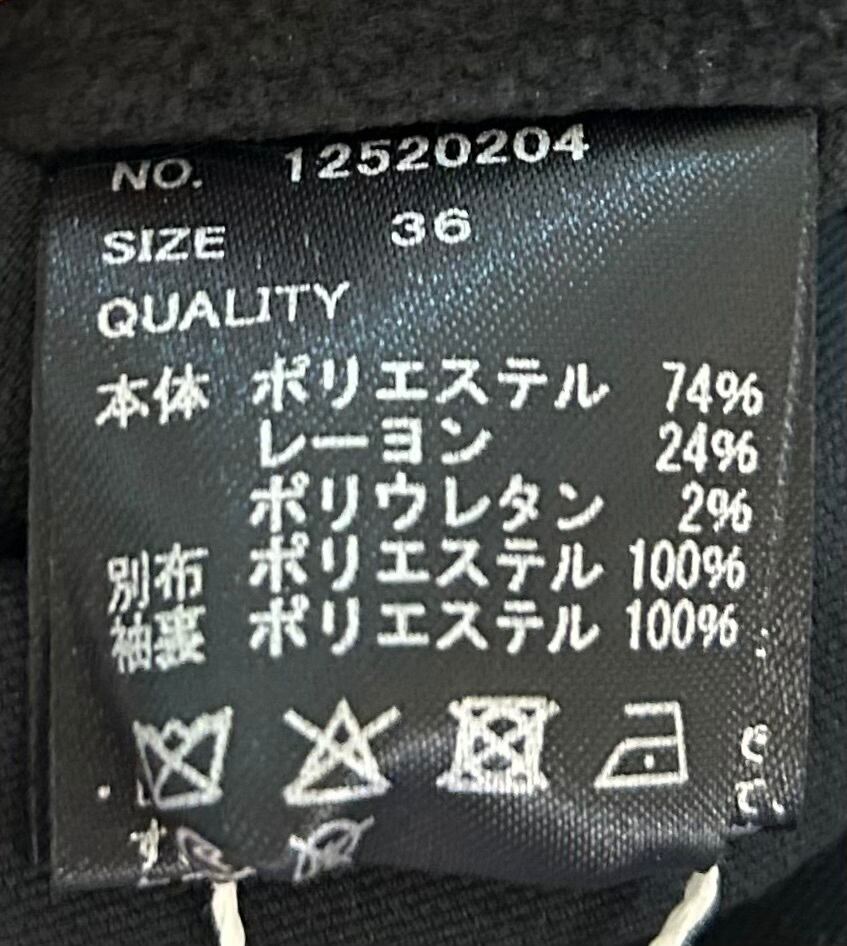 NO. 12520204
SIZE 36
QUALITY
本体 ポリエステル 74%
レーヨン 24%
ポリウレタン 2%
別布 ポリエステル 100%
袖裏 ポリエステル 100%